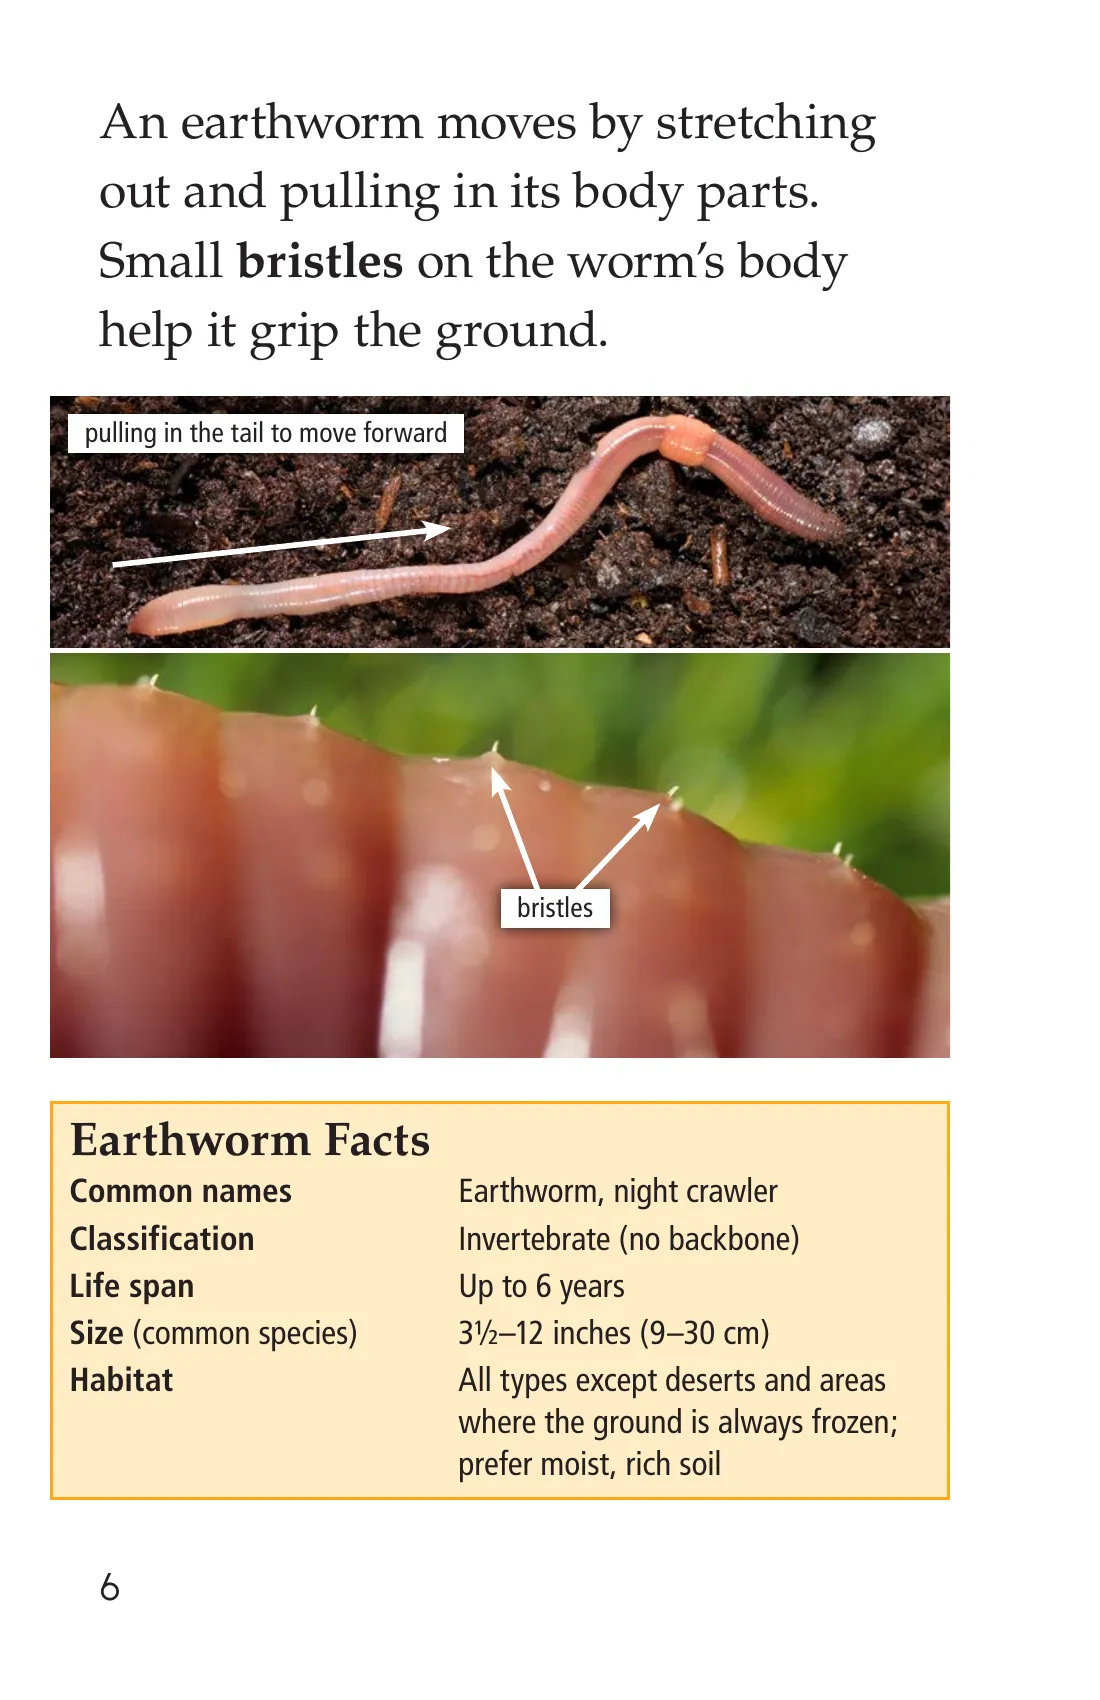 An earthworm moves by stretching
out and pulling in its body parts.
Small bristles on the worm’s body
help it grip the ground.
pulling in the tail to move forward
bristles
Earthworm Facts
Common names Earthworm, night crawler
Classification Invertebrate (no backbone)
Life span Up to 6 years
Size (common species) 3½–12 inches (9–30 cm)
Habitat All types except deserts and areas
where the ground is always frozen;
prefer moist, rich soil
6